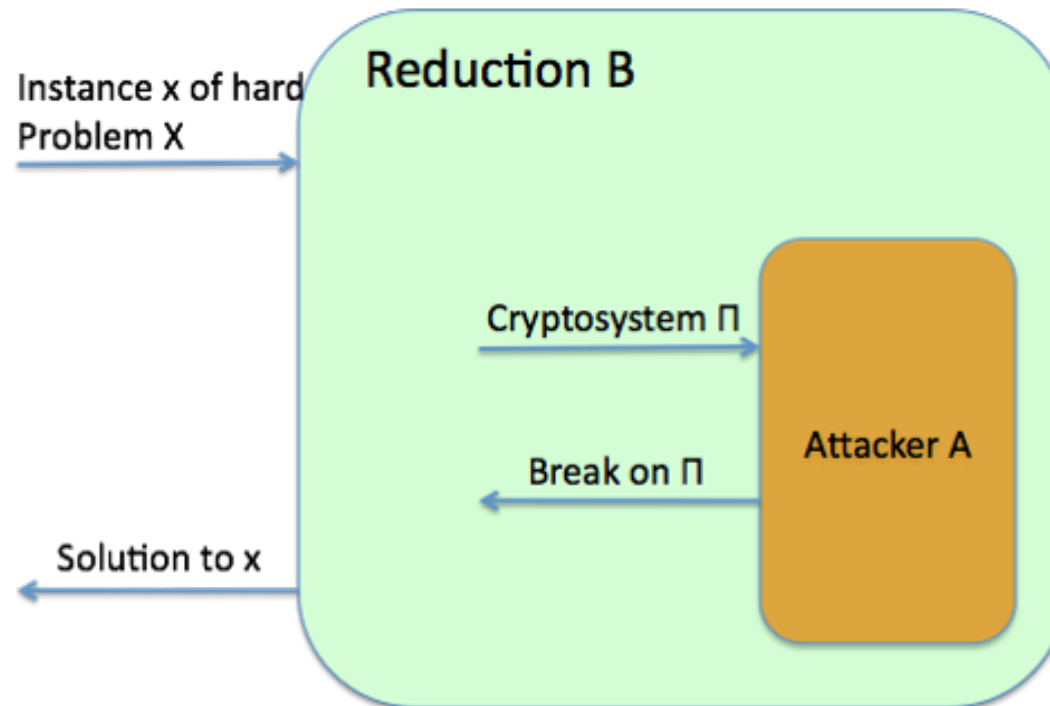 Reduction B
Instance x of hard
Problem X
Cryptosystem Π
Attacker A
Break on Π
Solution to x